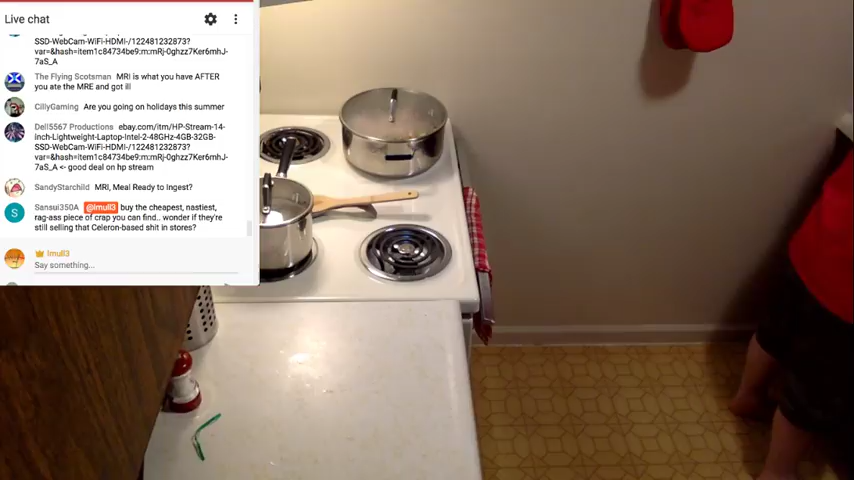 Live chat
SSD-WebCam-WiFi-HDMI-/122481232873?
var=&hash=item1c84734be9:m:mRj-0ghzz7Ker6mhJ-
7aS_A
The Flying Scotsman MRI is what you have AFTER
you ate the MRE and got ill
CillyGaming Are you going on holidays this summer
Dell5567 Productions ebay.com/itm/HP-Stream-14-
inch-Lightweight-Laptop-Intel-2-48GHz-4GB-32GB-
SSD-WebCam-WiFi-HDMI-/122481232873?
var=&hash=item1c84734be9:m:mRj-0ghzz7Ker6mhJ-
7aS_A <- good deal on hp stream
SandyStarchild MRI, Meal Ready to Ingest?
S
Sansui350A @lmull3 buy the cheapest, nastiest,
rag-ass piece of crap you can find.. wonder if they're
still selling that Celeron-based shit in stores?
lmull3
Say something...